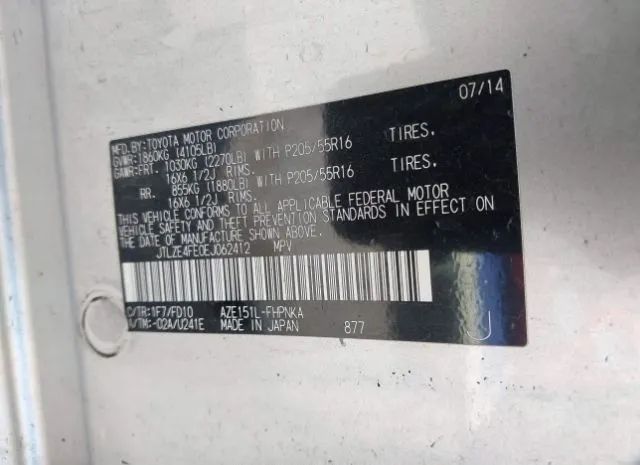 07/14
MFD.BY:TOYOTA MOTOR CORPORATION
GVWR:1860KG (4105LB)
GAWR:FRT. 1030KG (2270LB) WITH P205/55R16 TIRES.
16X6 1/2J RIMS.
RR. 855KG (1880LB) WITH P205/55R16 TIRES.
16X6 1/2J RIMS.
THIS VEHICLE CONFORMS TO ALL APPLICABLE FEDERAL MOTOR
VEHICLE SAFETY AND THEFT PREVENTION STANDARDS IN EFFECT ON
THE DATE OF MANUFACTURE SHOWN ABOVE.
JTLZE4FE0EJ062412 MPV
C/TR:1F7/FD10 AZE151L-FHPNKA
A/TM:-02A/U241E MADE IN JAPAN 877 J